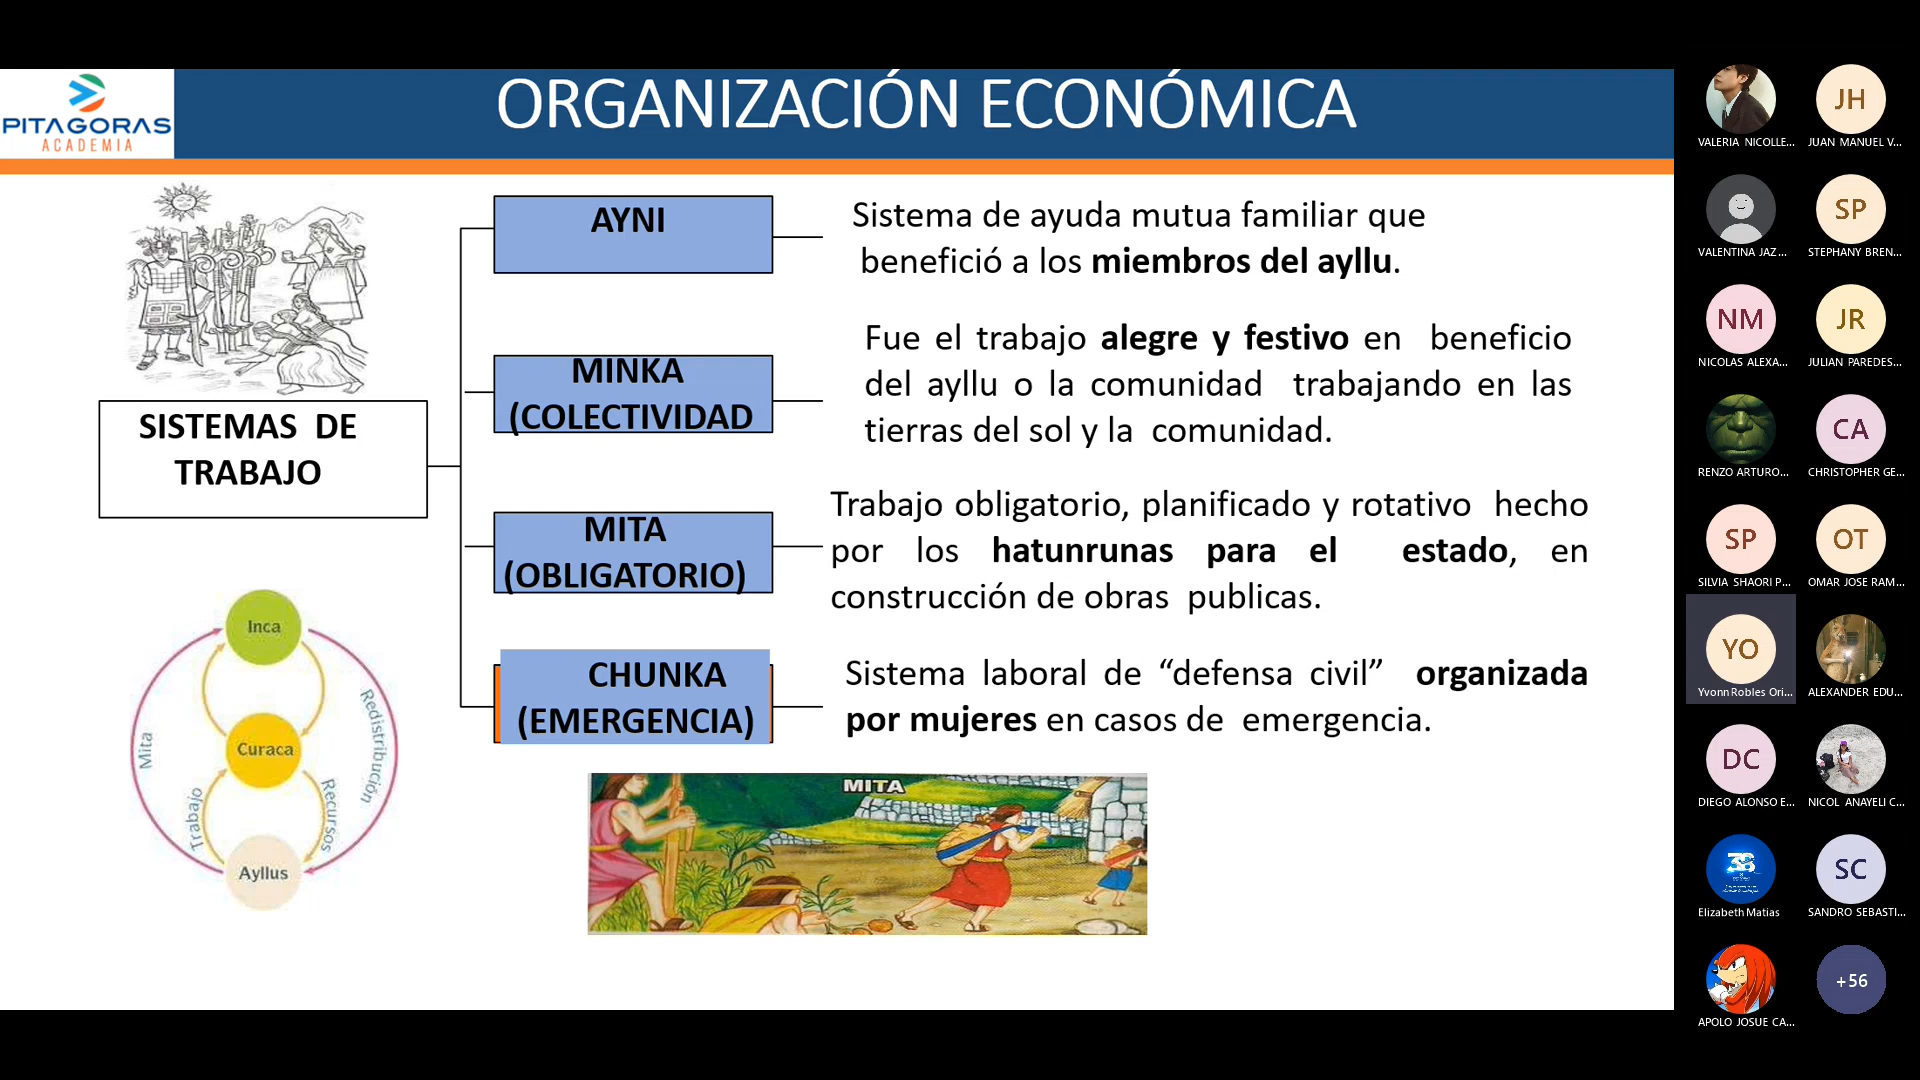 PITAGORAS
ACADEMIA
ORGANIZACIÓN ECONÓMICA
SISTEMAS DE
TRABAJO
AYNI
Sistema de ayuda mutua familiar que
benefició a los miembros del ayllu.
MINKA
(COLECTIVIDAD
Fue el trabajo alegre y festivo en beneficio
del ayllu o la comunidad trabajando en las
tierras del sol y la comunidad.
MITA
(OBLIGATORIO)
Trabajo obligatorio, planificado y rotativo hecho
por los hatunrunas para el estado, en
construcción de obras publicas.
CHUNKA
(EMERGENCIA)
Sistema laboral de “defensa civil” organizada
por mujeres en casos de emergencia.
Inca
Curaca
Ayllus
Mita
Redistribución
Trabajo
Recursos
MITA
VALERIA NICOLLE...
JH
JUAN MANUEL V...
VALENTINA JAZ...
SP
STEPHANY BREN...
NM
NICOLAS ALEXA...
JR
JULIAN PAREDES...
RENZO ARTURO...
CA
CHRISTOPHER GE...
SP
SILVIA SHAORI P...
OT
OMAR JOSE RAM...
YO
Yvonn Robles Ori...
ALEXANDER EDU...
DC
DIEGO ALONSO E...
NICOL ANAYELI C...
Elizabeth Matias
SC
SANDRO SEBASTI...
APOLO JOSUE CA...
+56